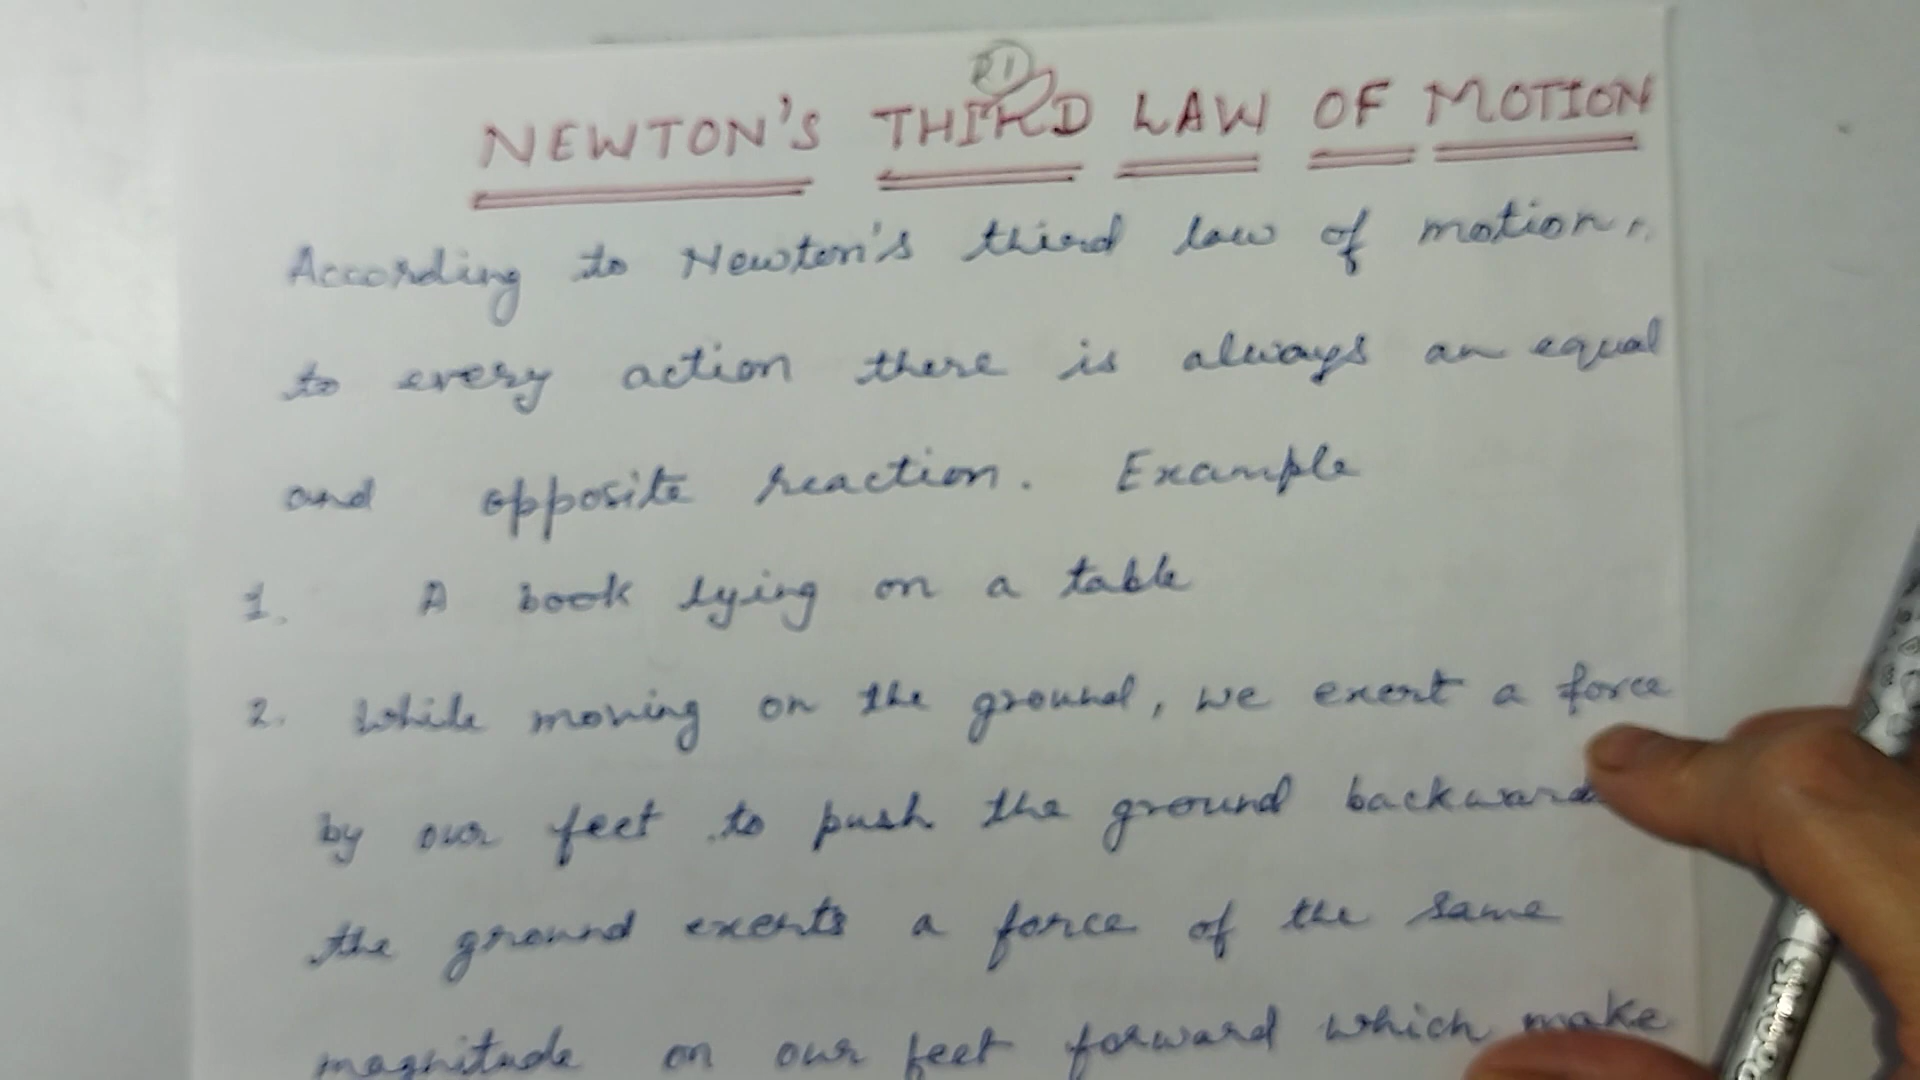 R1
NEWTON'S THIRD LAW OF MOTION
According to Newton's third law of motion,
to every action there is always an equal
and opposite reaction. Example
1. A book lying on a table
2. While moving on the ground, we exert a force
by our feet to push the ground backward
the ground exerts a force of the same
magnitude on our feet forward which make